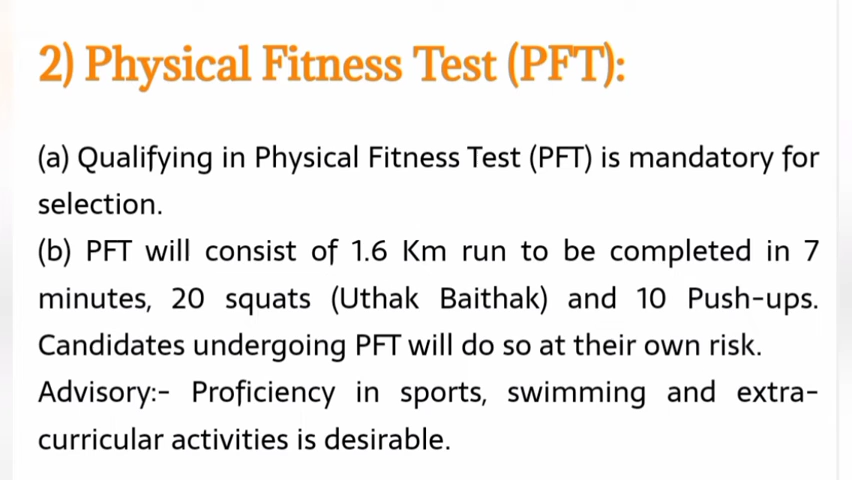 2) Physical Fitness Test (PFT):
(a) Qualifying in Physical Fitness Test (PFT) is mandatory for
selection.
(b) PFT will consist of 1.6 Km run to be completed in 7
minutes, 20 squats (Uthak Baithak) and 10 Push-ups.
Candidates undergoing PFT will do so at their own risk.
Advisory:- Proficiency in sports, swimming and extra-
curricular activities is desirable.